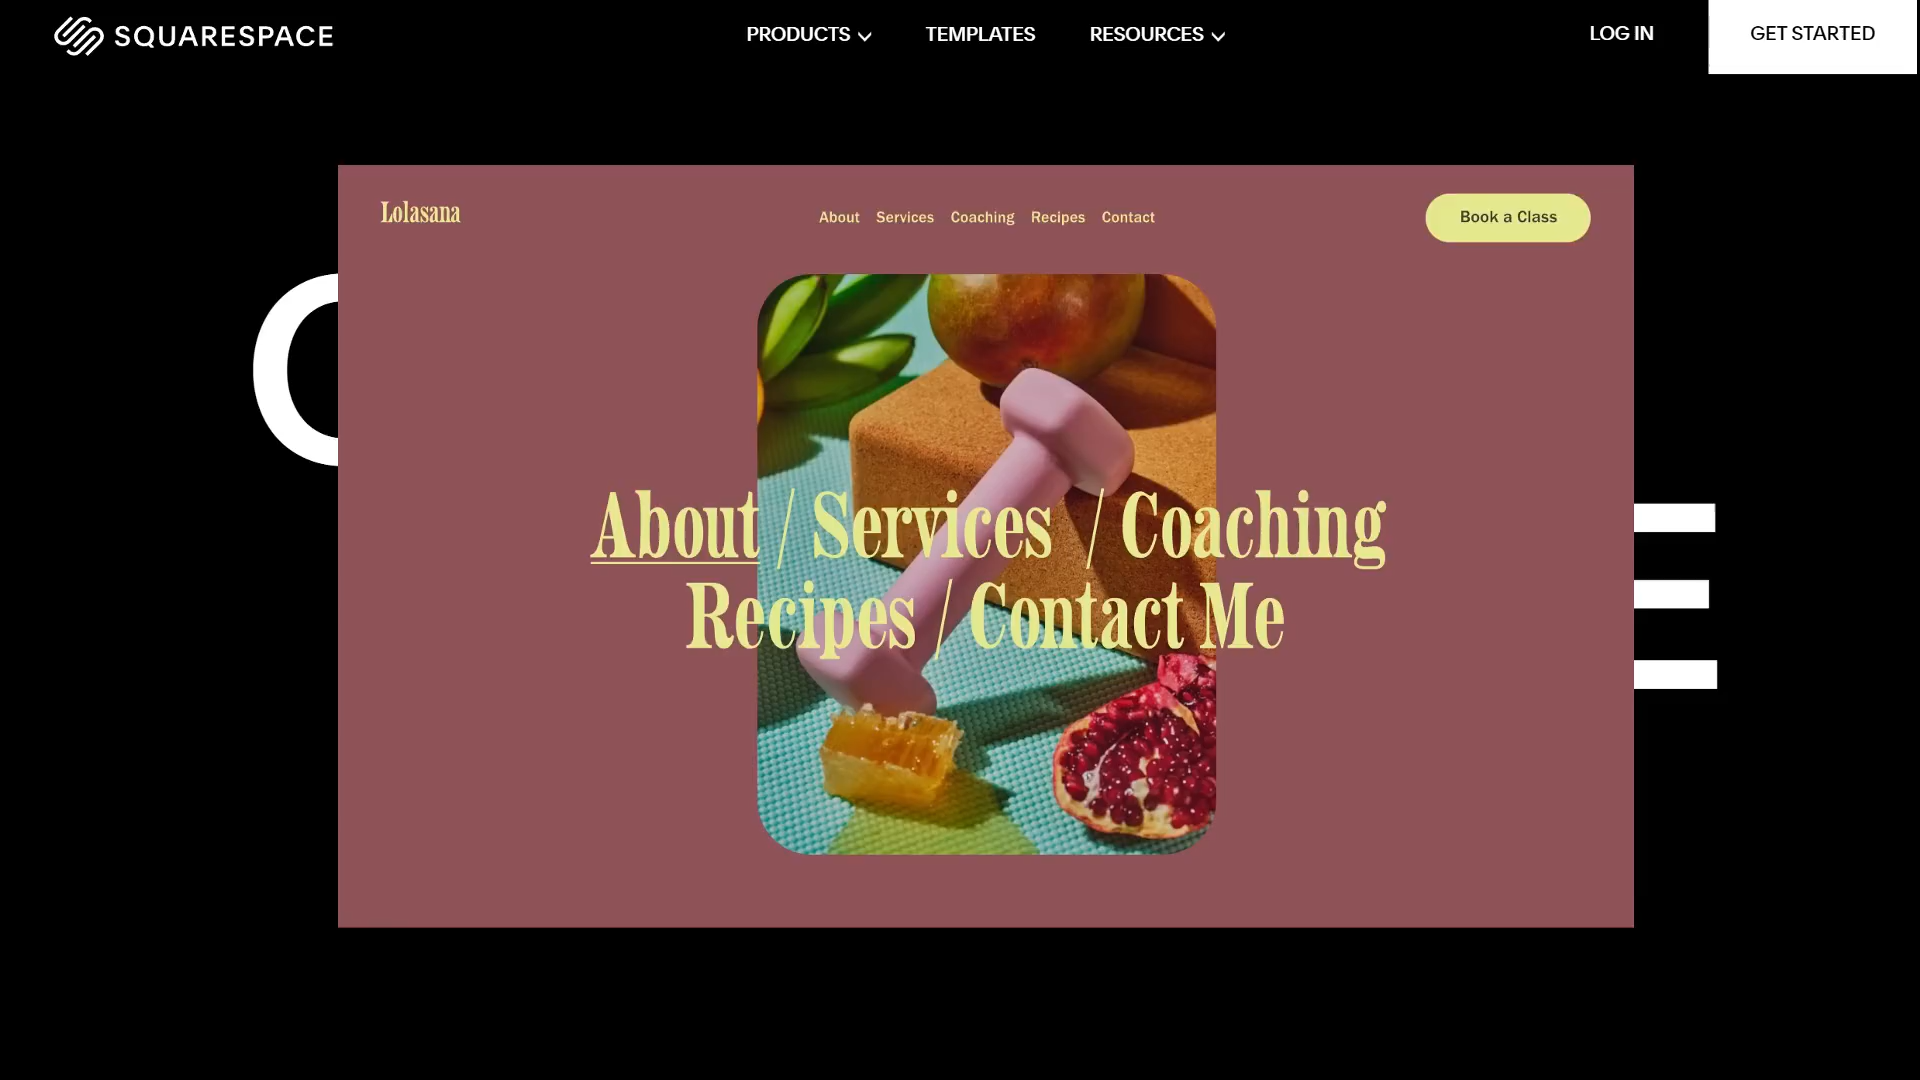 SQUARESPACE
PRODUCTS
TEMPLATES
RESOURCES
LOG IN
GET STARTED
Lolasana
About
Services
Coaching
Recipes
Contact
Book a Class
About / Services / Coaching
Recipes / Contact Me